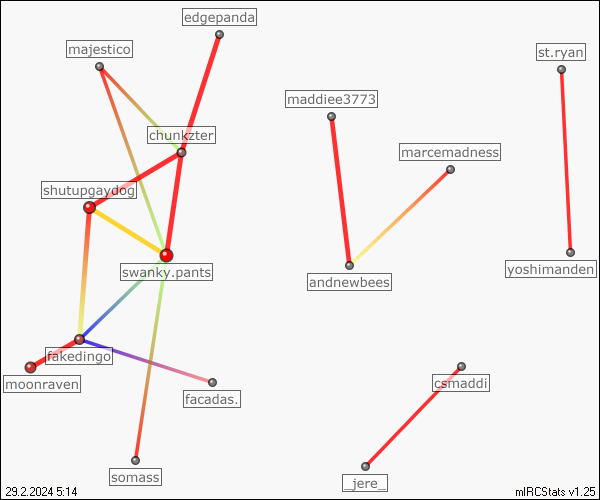 edgepanda
majestico
st.ryan
maddiee3773
chunkzter
marcemadness
shutupgaydog
swanky.pants
yoshimanden
andnewbees
fakedingo
moonraven
csmaddi
facadas.
somass
_jere_
29.2.2024 5:14
mIRCStats v1.25